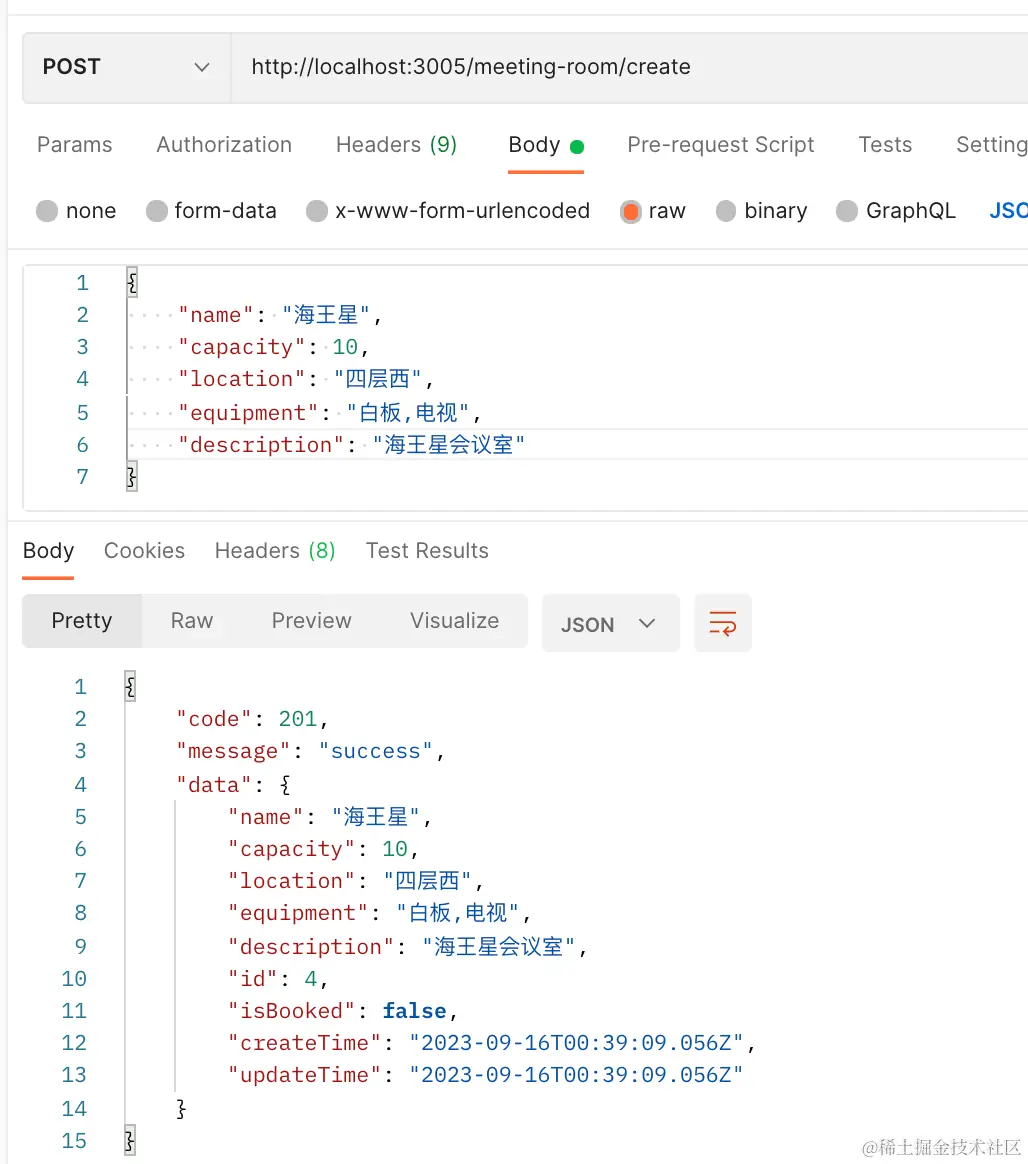 POST http://localhost:3005/meeting-room/create
Params Authorization Headers (9) Body Pre-request Script Tests Setting
none form-data x-www-form-urlencoded raw binary GraphQL JSO
1 {
2 "name": "海王星",
3 "capacity": 10,
4 "location": "四层西",
5 "equipment": "白板,电视",
6 "description": "海王星会议室"
7 }
Body Cookies Headers (8) Test Results
Pretty Raw Preview Visualize JSON
1 {
2 "code": 201,
3 "message": "success",
4 "data": {
5 "name": "海王星",
6 "capacity": 10,
7 "location": "四层西",
8 "equipment": "白板,电视",
9 "description": "海王星会议室",
10 "id": 4,
11 "isBooked": false,
12 "createTime": "2023-09-16T00:39:09.056Z",
13 "updateTime": "2023-09-16T00:39:09.056Z"
14 }
15 }
@稀土掘金技术社区